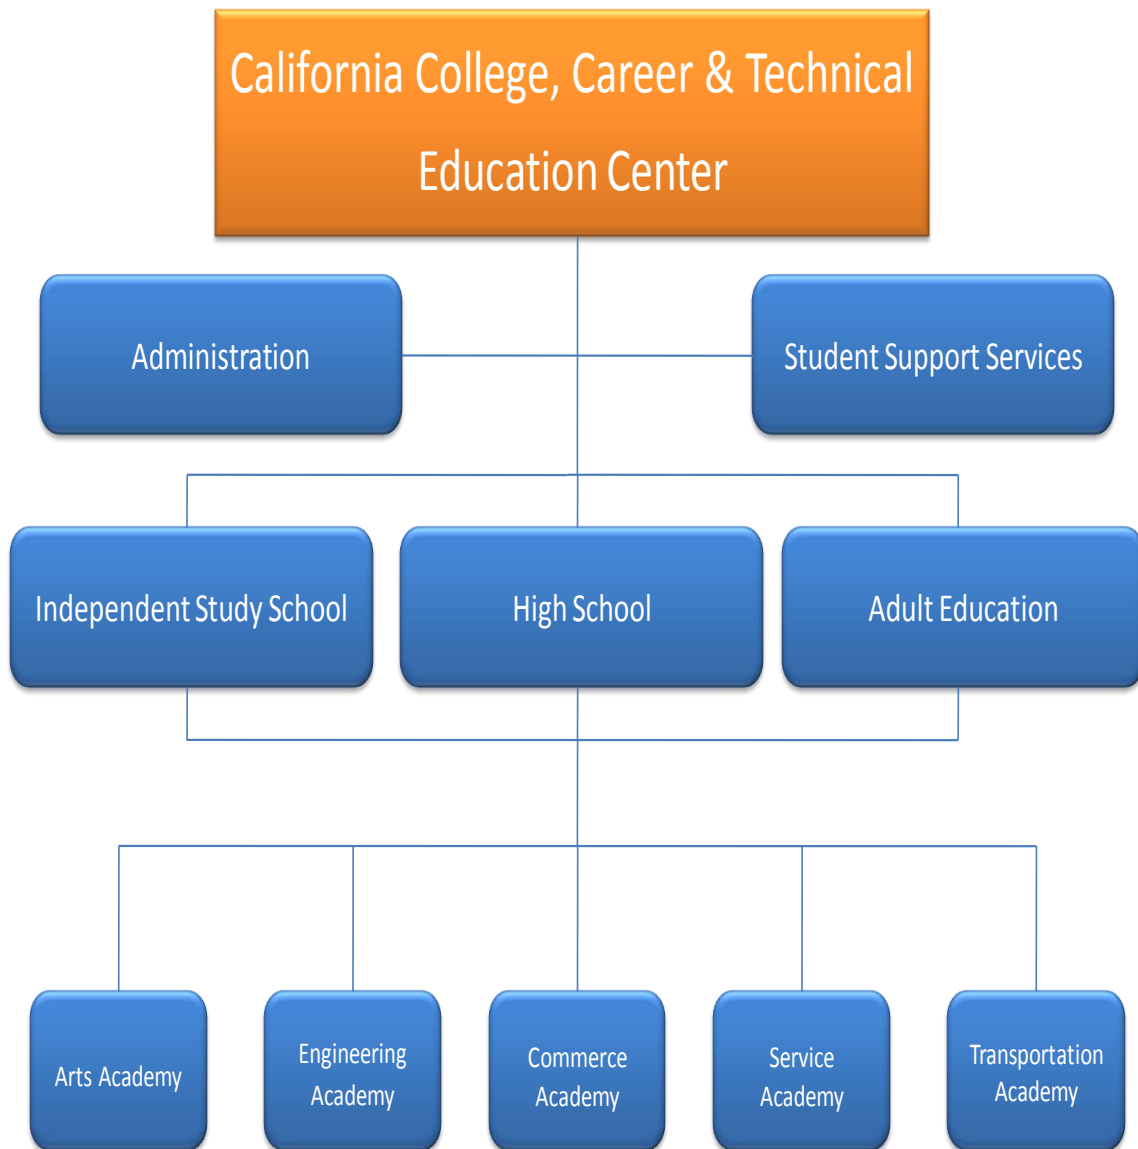 California College, Career & Technical
Education Center
Administration
Student Support Services
Independent Study School
High School
Adult Education
Arts Academy
Engineering
Academy
Commerce
Academy
Service
Academy
Transportation
Academy